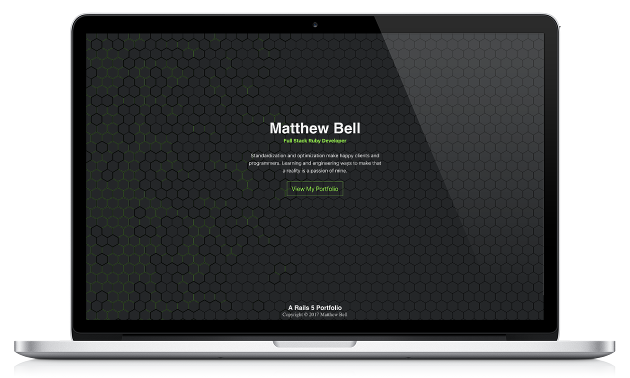 Matthew Bell
Full Stack Ruby Developer
Standardization and optimization make happy clients and
programmers. Learning and engineering ways to make that
a reality is a passion of mine.
View My Portfolio
A Rails 5 Portfolio
Copyright © 2017 Matthew Bell